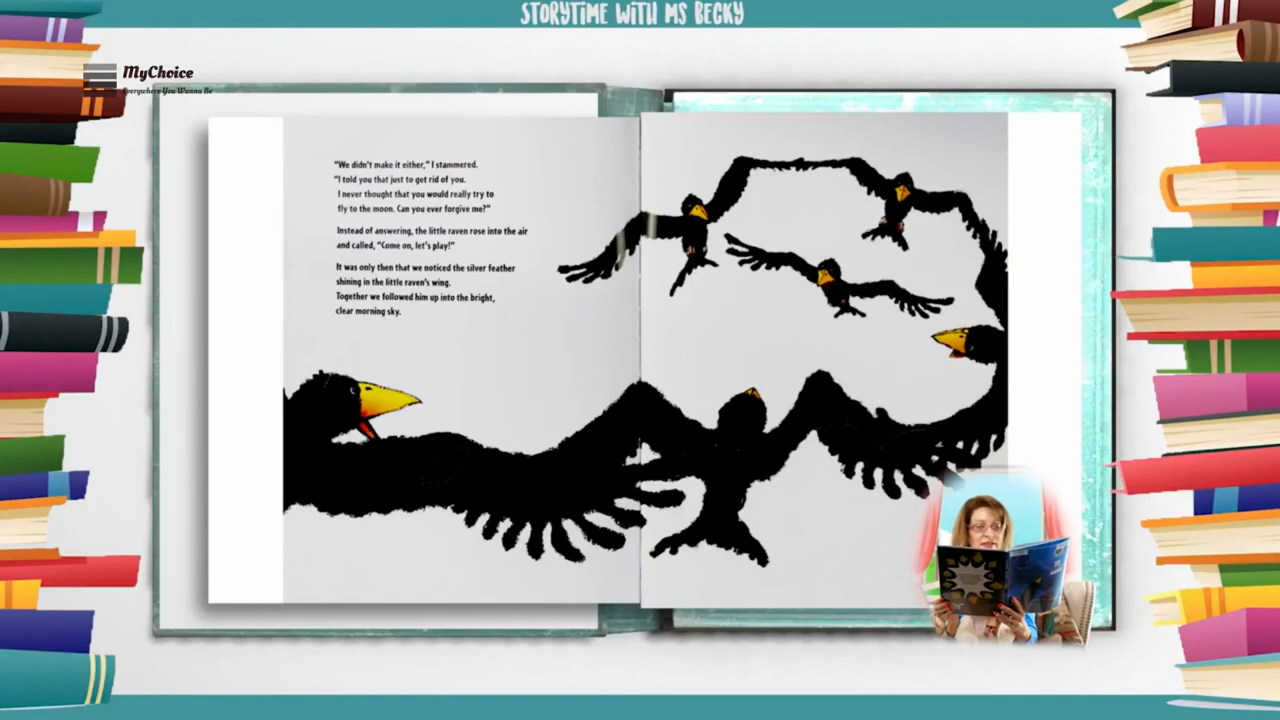 STORYTIME WITH MS BECKY
MyChoice
Everywhere You Wanna Be
"We didn't make it either," I stammered.
"I told you that just to get rid of you.
I never thought that you would really try to
fly to the moon. Can you ever forgive me?"
Instead of answering, the little raven rose into the air
and called, "Come on, let's play!"
It was only then that we noticed the silver feather
shining in the little raven's wing.
Together we followed him up into the bright,
clear morning sky.